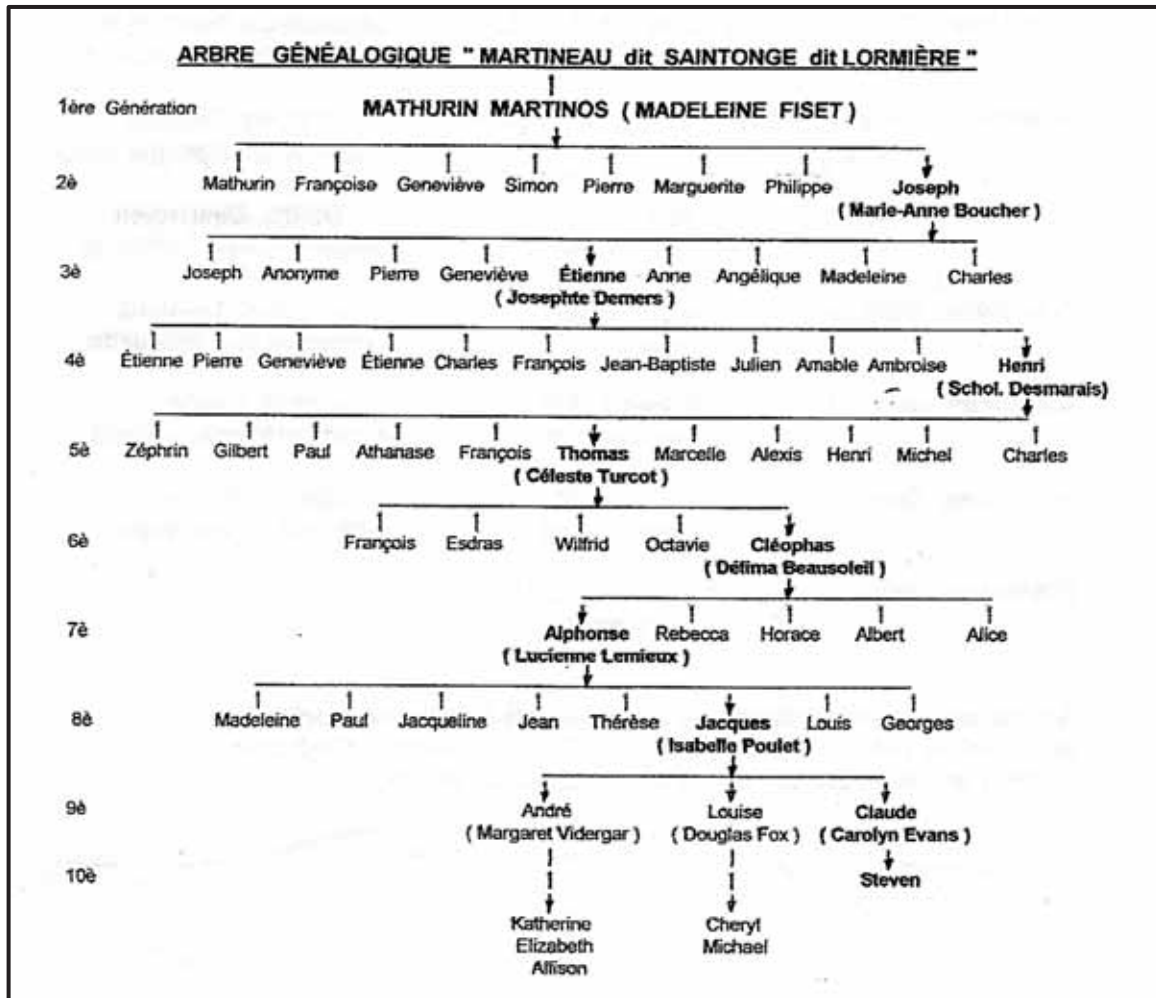 ARBRE GÉNÉALOGIQUE " MARTINEAU dit SAINTONGE dit LORMIÈRE "
1ère Génération MATHURIN MARTINOS ( MADELEINE FISET )
2è Mathurin Françoise Geneviève Simon Pierre Marguerite Philippe Joseph
( Marie-Anne Boucher )
3è Joseph Anonyme Pierre Geneviève Étienne Anne Angélique Madeleine Charles
( Josephte Demers )
4è Étienne Pierre Geneviève Étienne Charles François Jean-Baptiste Julien Amable Ambroise Henri
( Schol. Desmarais)
5è Zéphrin Gilbert Paul Athanase François Thomas Marcelle Alexis Henri Michel Charles
( Céleste Turcot )
6è François Esdras Wilfrid Octavie Cléophas
( Délima Beausoleil )
7è Alphonse Rebecca Horace Albert Alice
( Lucienne Lemieux )
8è Madeleine Paul Jacqueline Jean Thérèse Jacques Louis Georges
( Isabelle Poulet )
9è André Louise Claude
( Margaret Vidergar ) ( Douglas Fox ) ( Carolyn Evans )
10è Steven
Katherine Cheryl
Elizabeth Michael
Allison